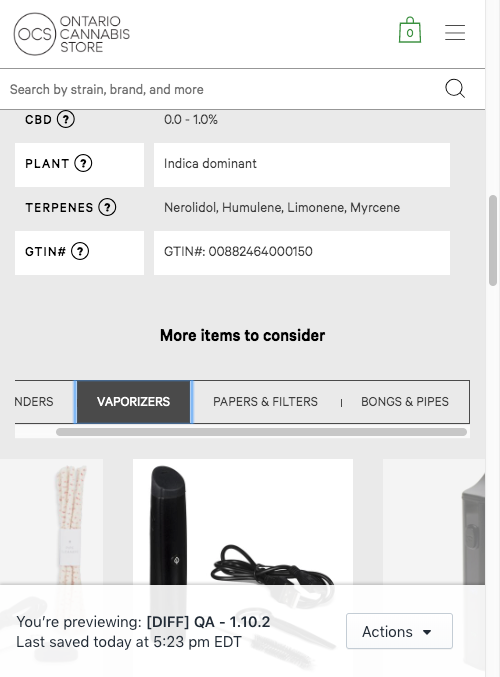 OCS
ONTARIO
CANNABIS
STORE
0
Search by strain, brand, and more
CBD ? 0.0 - 1.0%
PLANT ? Indica dominant
TERPENES ? Nerolidol, Humulene, Limonene, Myrcene
GTIN# ? GTIN#: 00882464000150
More items to consider
NDERS VAPORIZERS PAPERS & FILTERS | BONGS & PIPES
You're previewing: [DIFF] QA - 1.10.2
Last saved today at 5:23 pm EDT
Actions